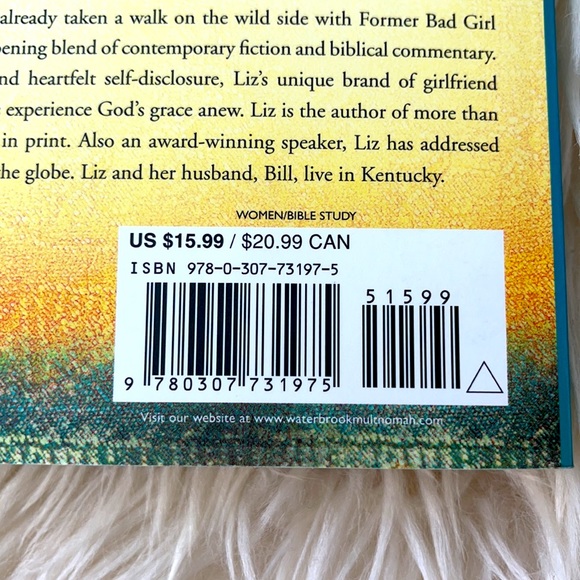 already taken a walk on the wild side with Former Bad Girl
blend of contemporary fiction and biblical commentary.
heartfelt self-disclosure, Liz's unique brand of girlfriend
experience God's grace anew. Liz is the author of more than
in print. Also an award-winning speaker, Liz has addressed
the globe. Liz and her husband, Bill, live in Kentucky.
WOMEN/BIBLE STUDY
US $15.99 / $20.99 CAN
ISBN 978-0-307-73197-5
51599
9 780307 731975
Visit our website at www.waterbrookmultnomah.com